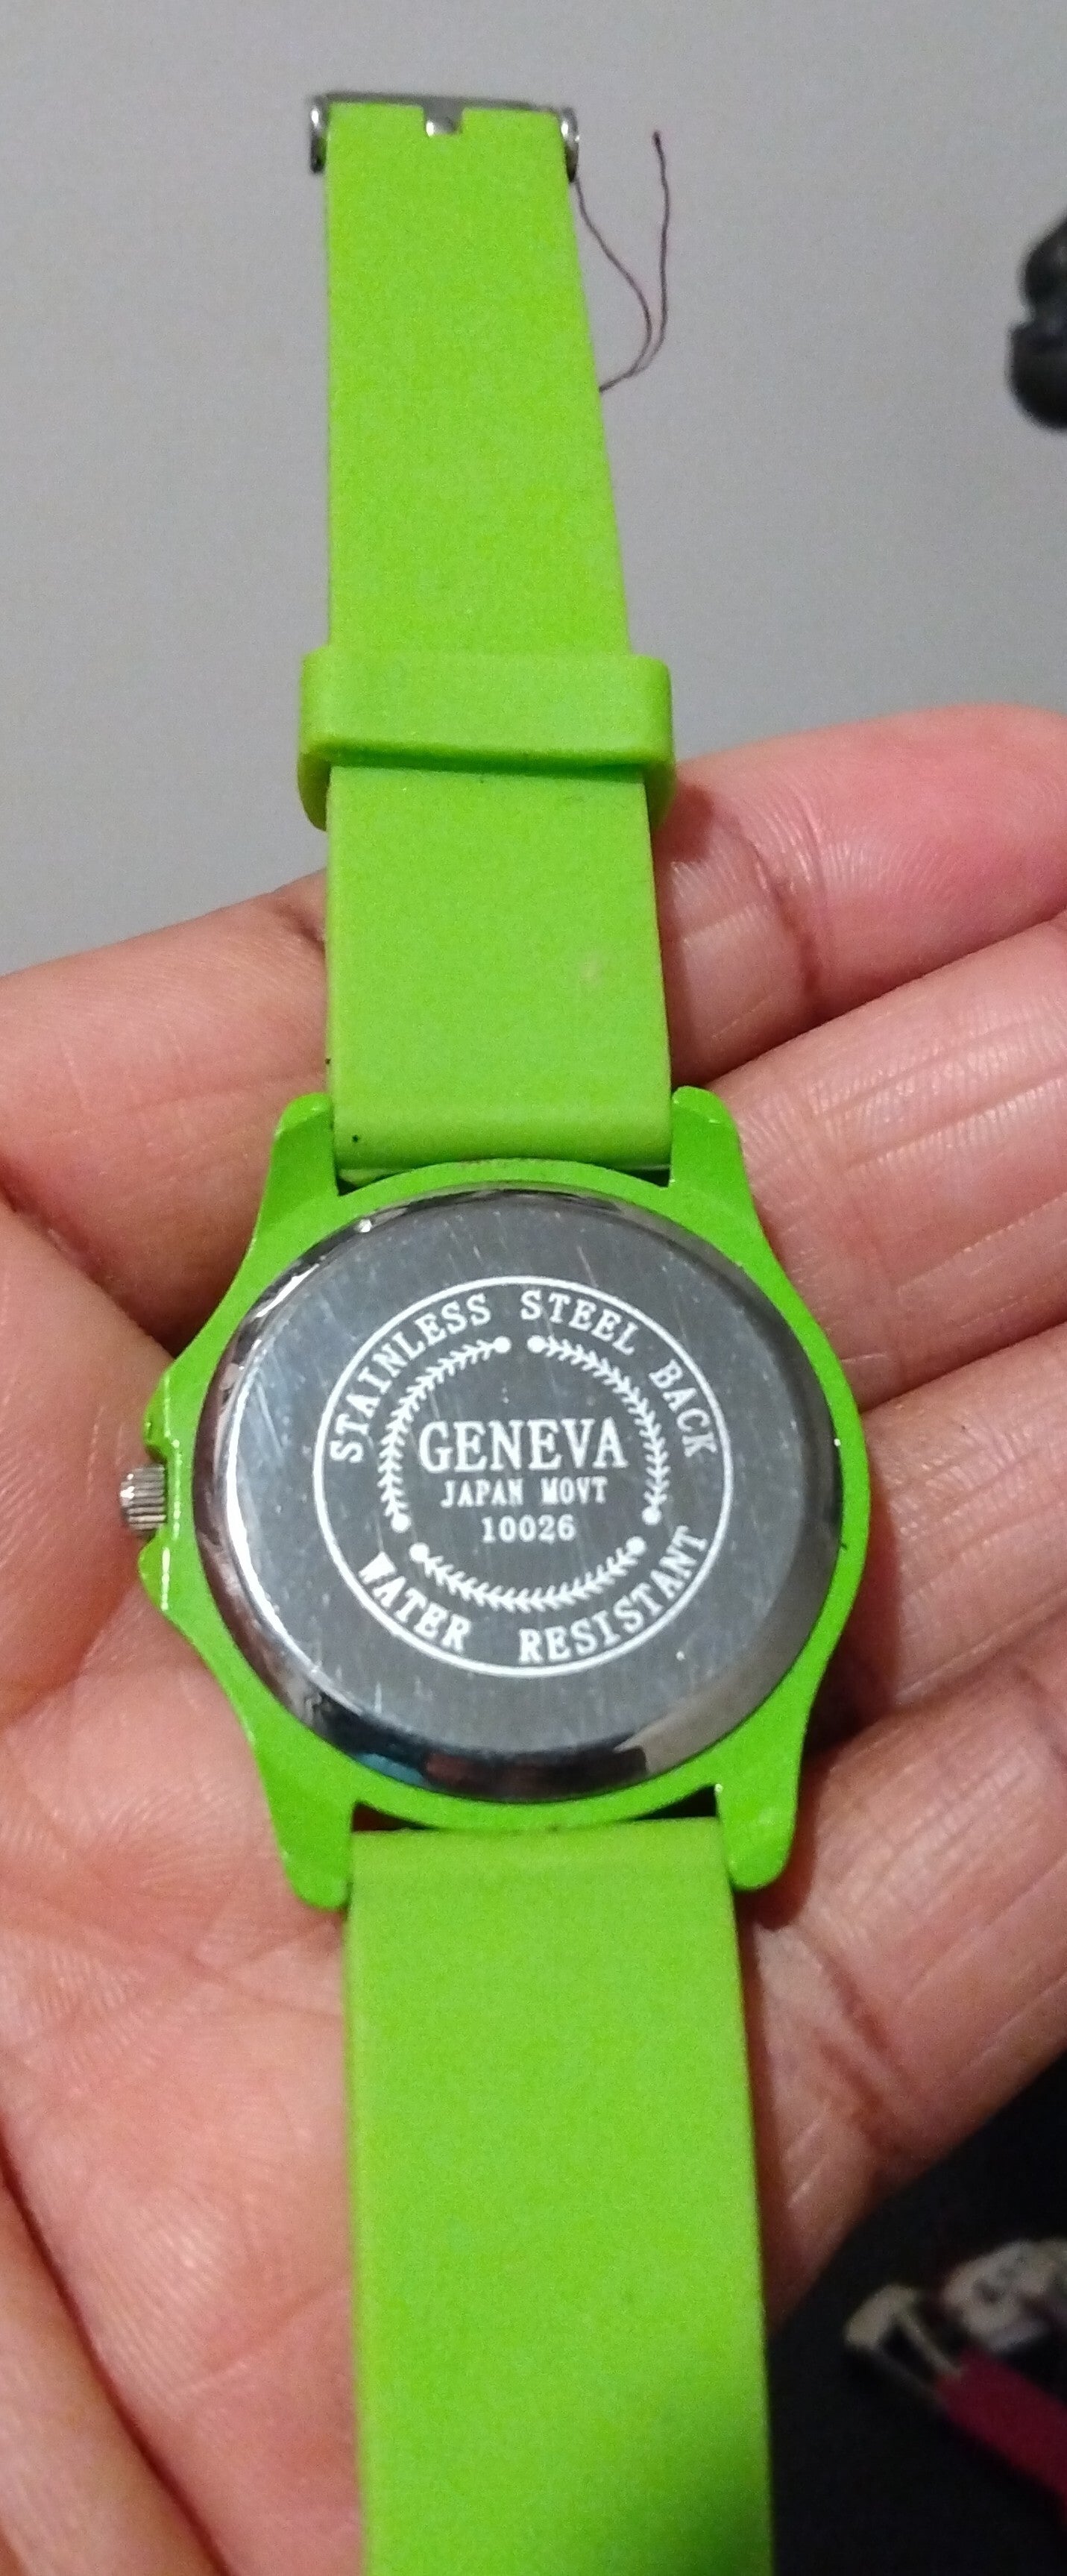 STAINLESS STEEL BACK
GENEVA
JAPAN MOVT
10026
WATER RESISTANT